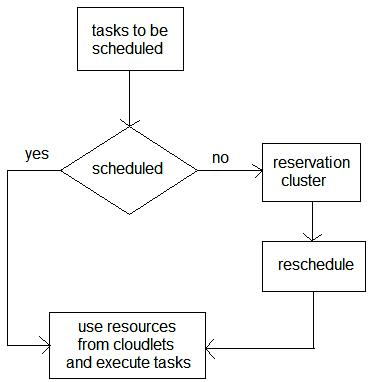 tasks to be
scheduled
yes
scheduled
no
reservation
cluster
reschedule
use resources
from cloudlets
and execute tasks